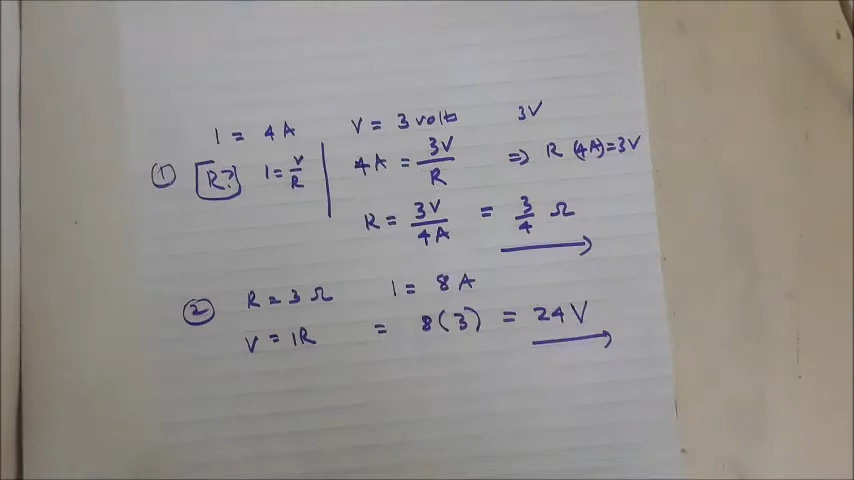 I = 4A V = 3 volts 3V
① R? I = V/R 4A = 3V/R => R (4A) = 3V
R = 3V/4A = 3/4 Ω
② R = 3 Ω I = 8 A
V = IR = 8(3) = 24V